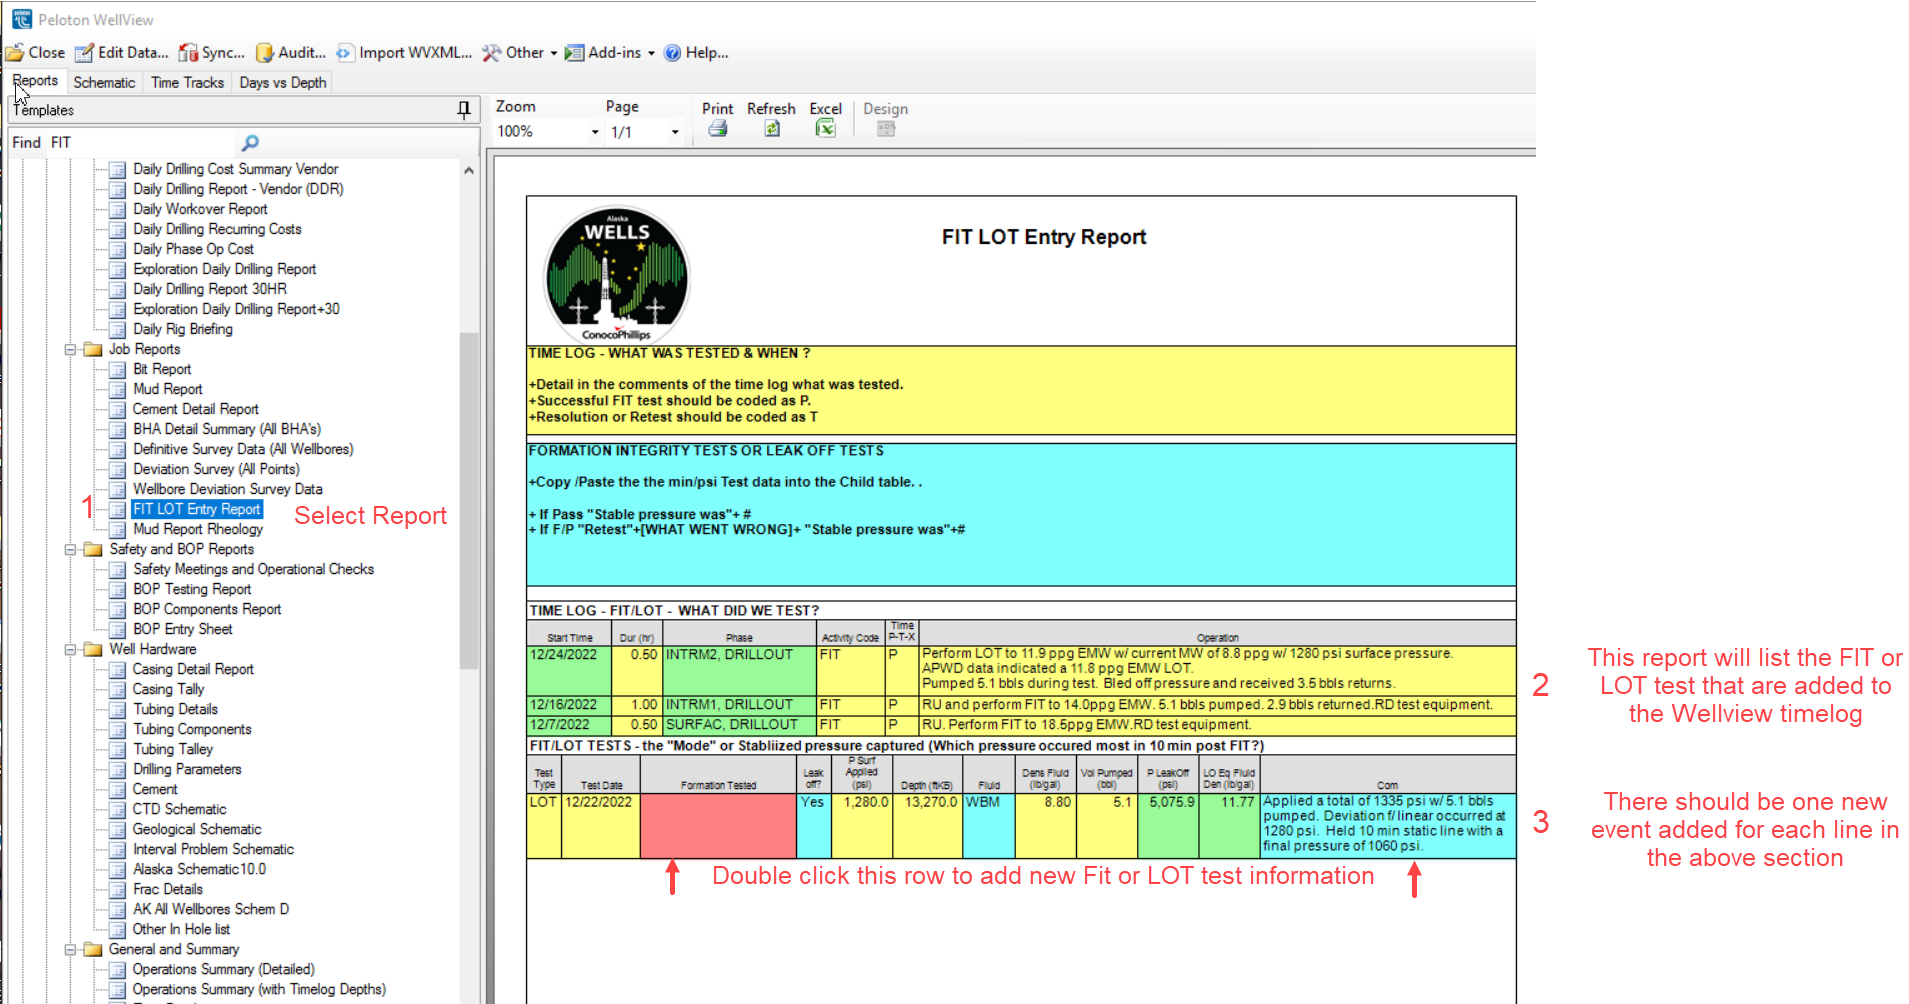 Peloton WellView
Close Edit Data... Sync... Audit... Import WVXML... Other Add-ins Help...
Reports Schematic Time Tracks Days vs Depth
Templates
Find FIT
Daily Drilling Cost Summary Vendor
Daily Drilling Report - Vendor (DDR)
Daily Workover Report
Daily Drilling Recurring Costs
Daily Phase Op Cost
Exploration Daily Drilling Report
Daily Drilling Report 30HR
Exploration Daily Drilling Report+30
Daily Rig Briefing
Job Reports
Bit Report
Mud Report
Cement Detail Report
BHA Detail Summary (All BHA's)
Definitive Survey Data (All Wellbores)
Deviation Survey (All Points)
Wellbore Deviation Survey Data
1 FIT LOT Entry Report Select Report
Mud Report Rheology
Safety and BOP Reports
Safety Meetings and Operational Checks
BOP Testing Report
BOP Components Report
BOP Entry Sheet
Well Hardware
Casing Detail Report
Casing Tally
Tubing Details
Tubing Components
Tubing Talley
Drilling Parameters
Cement
CTD Schematic
Geological Schematic
Interval Problem Schematic
Alaska Schematic10.0
Frac Details
AK All Wellbores Schem D
Other In Hole list
General and Summary
Operations Summary (Detailed)
Operations Summary (with Timelog Depths)
Zoom Page Print Refresh Excel Design
100% 1/1
Alaska
WELLS
ConocoPhillips
FIT LOT Entry Report
TIME LOG - WHAT WAS TESTED & WHEN ?
+Detail in the comments of the time log what was tested.
+Successful FIT test should be coded as P.
+Resolution or Retest should be coded as T
FORMATION INTEGRITY TESTS OR LEAK OFF TESTS
+Copy /Paste the the min/psi Test data into the Child table. .
+ If Pass "Stable pressure was"+ #
+ If F/P "Retest"+[WHAT WENT WRONG]+ "Stable pressure was"+#
TIME LOG - FIT/LOT - WHAT DID WE TEST?
Start Time Dur (hr) Phase Activity Code Time P-T-X Operation
12/24/2022 0.50 INTRM2, DRILLOUT FIT P Perform LOT to 11.9 ppg EMW w/ current MW of 8.8 ppg w/ 1280 psi surface pressure.
APWD data indicated a 11.8 ppg EMW LOT.
Pumped 5.1 bbls during test. Bled off pressure and received 3.5 bbls returns.
12/16/2022 1.00 INTRM1, DRILLOUT FIT P RU and perform FIT to 14.0ppg EMW. 5.1 bbls pumped. 2.9 bbls returned.RD test equipment.
12/7/2022 0.50 SURFAC, DRILLOUT FIT P RU. Perform FIT to 18.5ppg EMW.RD test equipment.
FIT/LOT TESTS - the "Mode" or Stabliized pressure captured (Which pressure occured most in 10 min post FIT?)
Test Type Test Date Formation Tested Leak off? P Surf Applied (psi) Depth (ftKB) Fluid Dens Fluid (lb/gal) Vol Pumped (bbl) P LeakOff (psi) LO Eq Fluid Den (lb/gal) Com
LOT 12/22/2022 Yes 1,280.0 13,270.0 WBM 8.80 5.1 5,075.9 11.77 Applied a total of 1335 psi w/ 5.1 bbls
pumped. Deviation f/ linear occurred at
1280 psi. Held 10 min static line with a
final pressure of 1060 psi.
Double click this row to add new Fit or LOT test information
2
This report will list the FIT or
LOT test that are added to
the Wellview timelog
3
There should be one new
event added for each line in
the above section